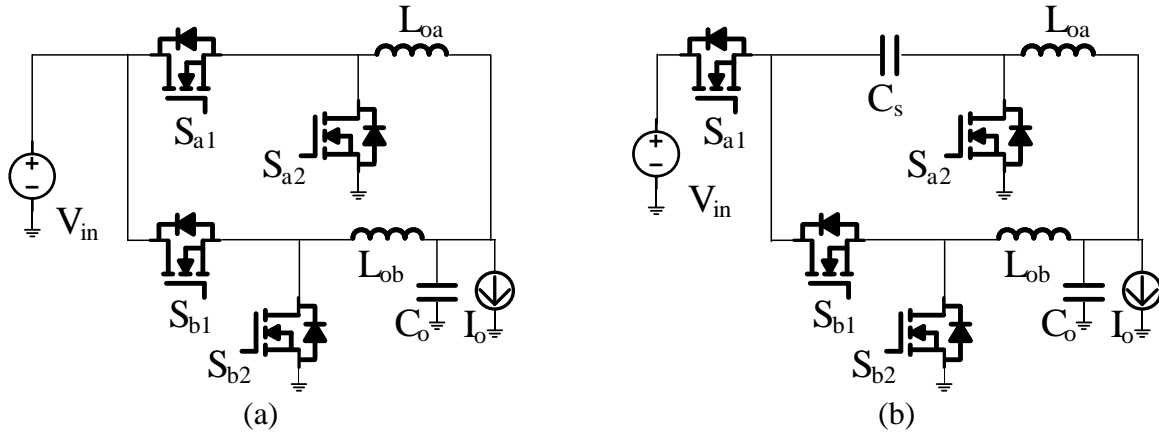 L_oa
S_a1
S_a2
+
−
V_in
L_ob
S_b1
C_o
I_o
S_b2
(a)
L_oa
C_s
S_a1
S_a2
+
−
V_in
L_ob
S_b1
C_o
I_o
S_b2
(b)